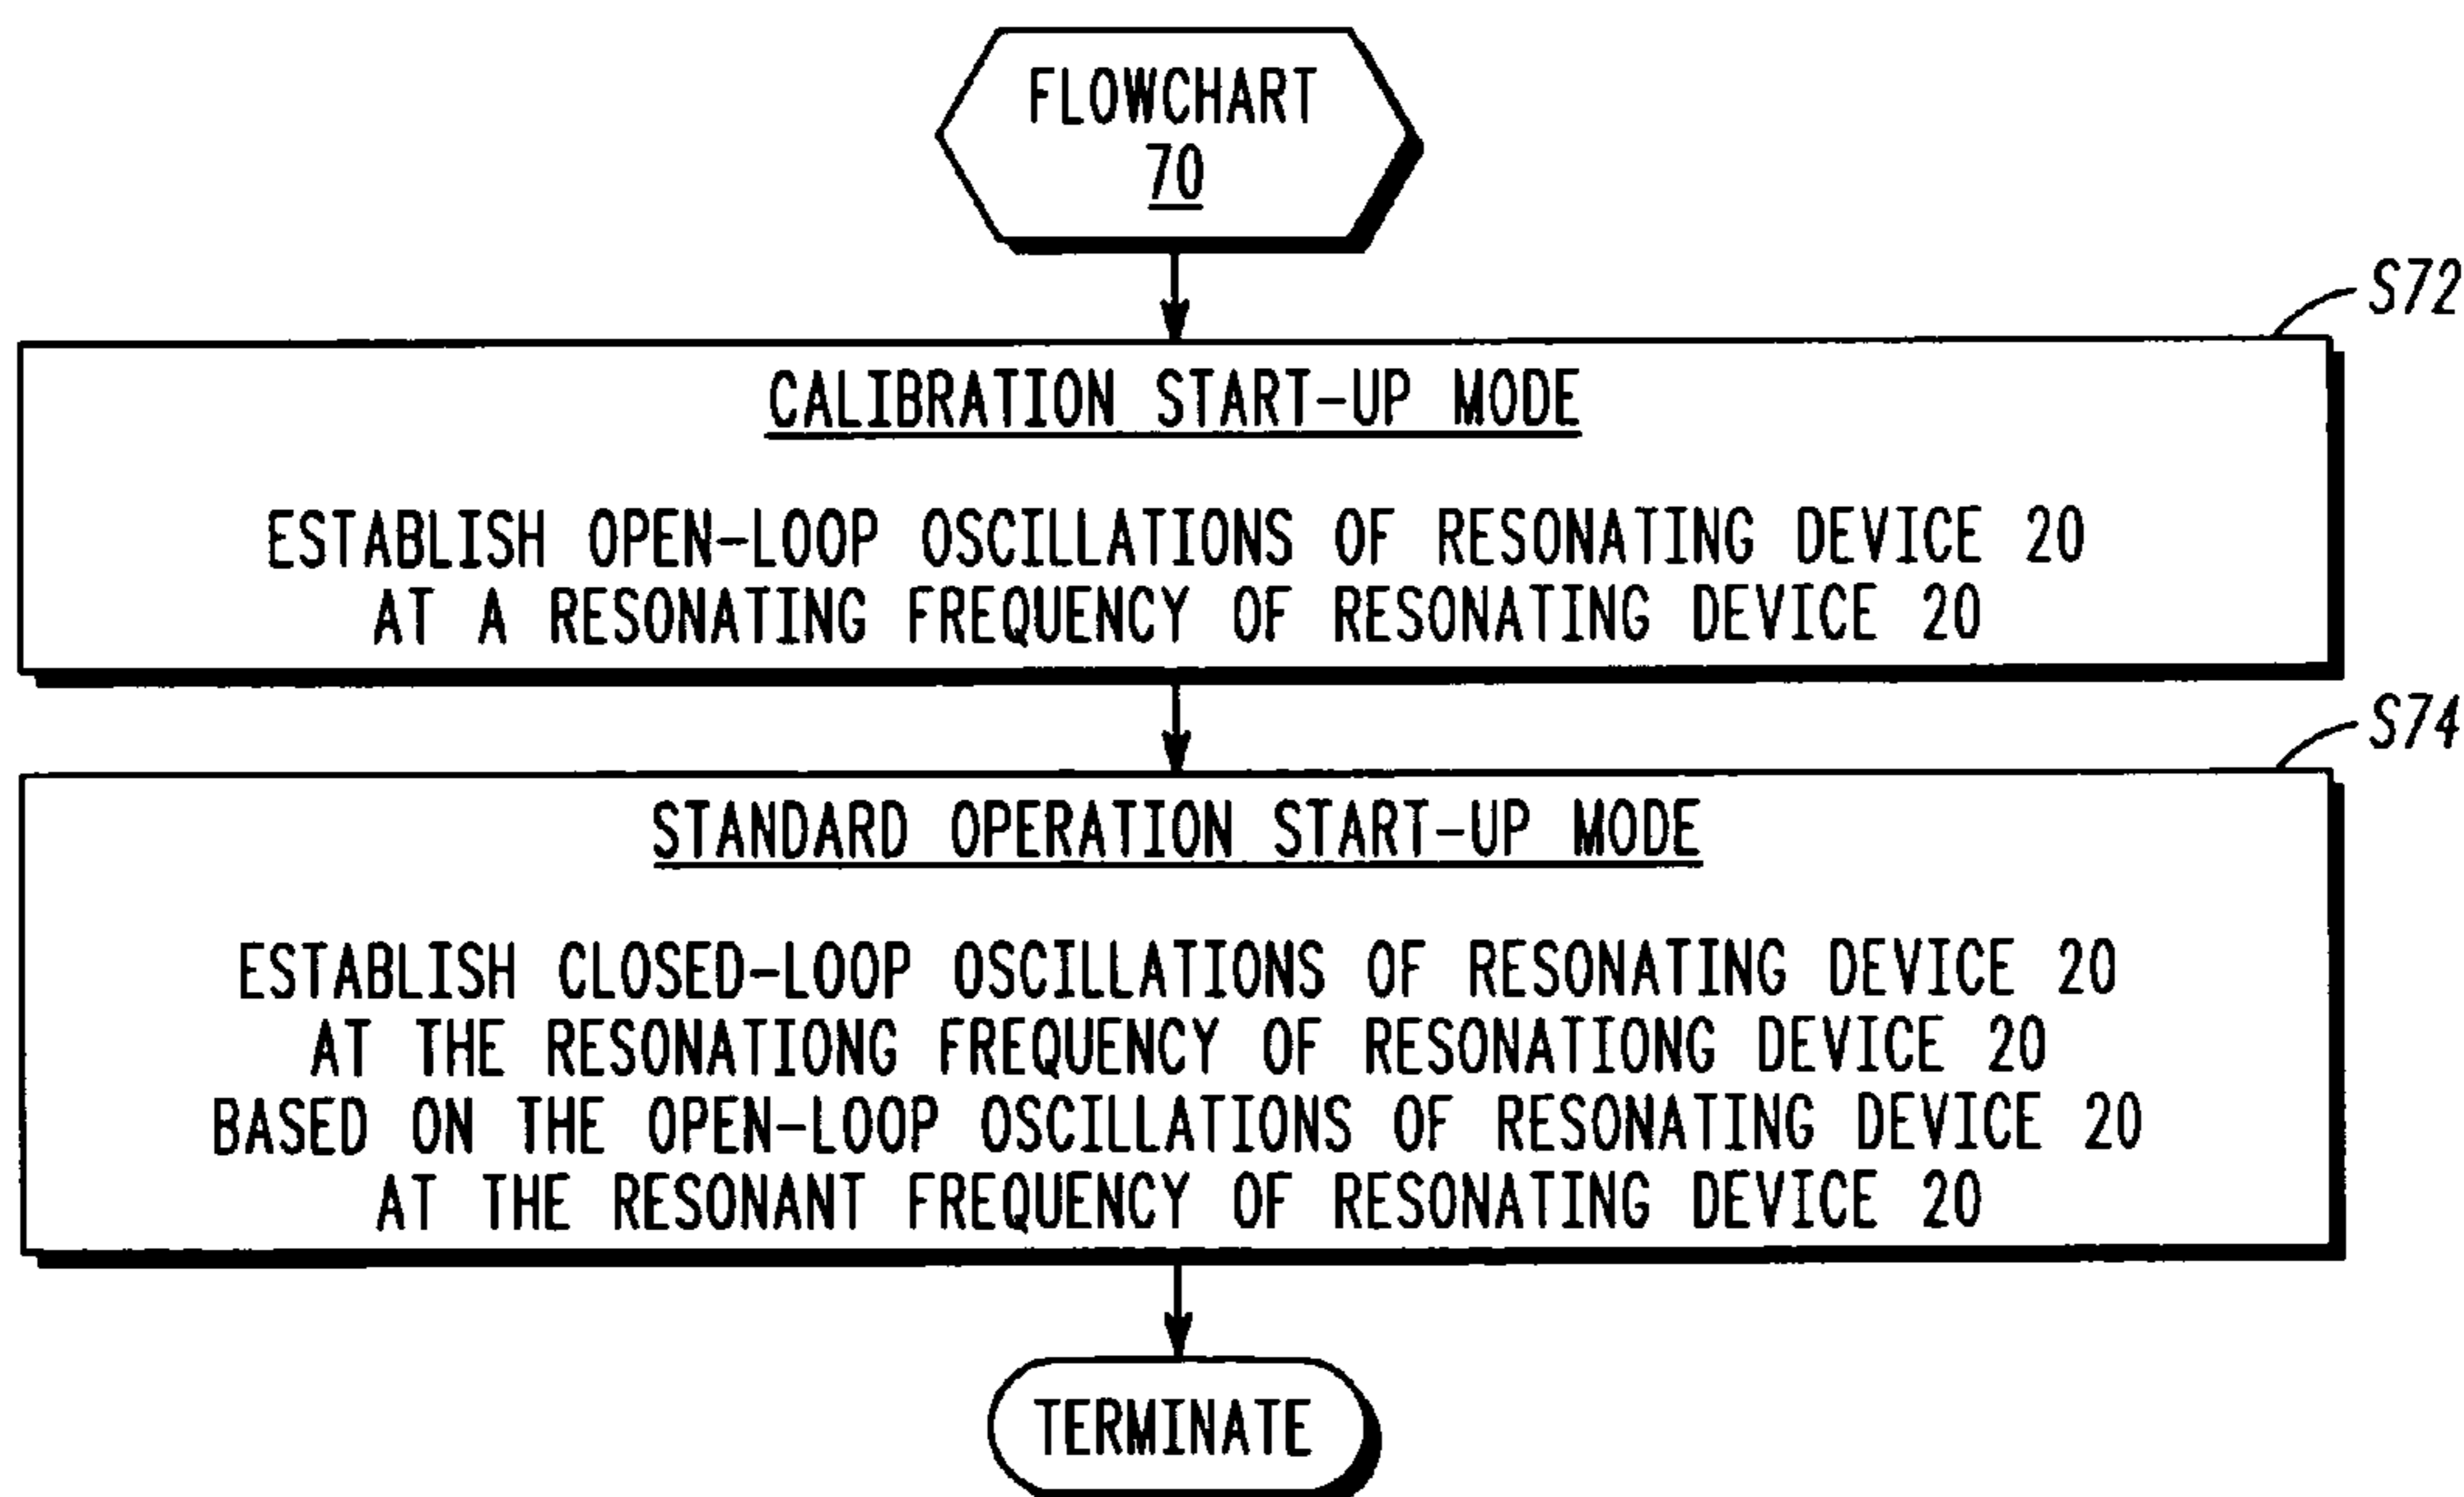 FLOWCHART
70
S72
CALIBRATION START-UP MODE
ESTABLISH OPEN-LOOP OSCILLATIONS OF RESONATING DEVICE 20
AT A RESONATING FREQUENCY OF RESONATING DEVICE 20
S74
STANDARD OPERATION START-UP MODE
ESTABLISH CLOSED-LOOP OSCILLATIONS OF RESONATING DEVICE 20
AT THE RESONATIONG FREQUENCY OF RESONATIONG DEVICE 20
BASED ON THE OPEN-LOOP OSCILLATIONS OF RESONATING DEVICE 20
AT THE RESONANT FREQUENCY OF RESONATING DEVICE 20
TERMINATE